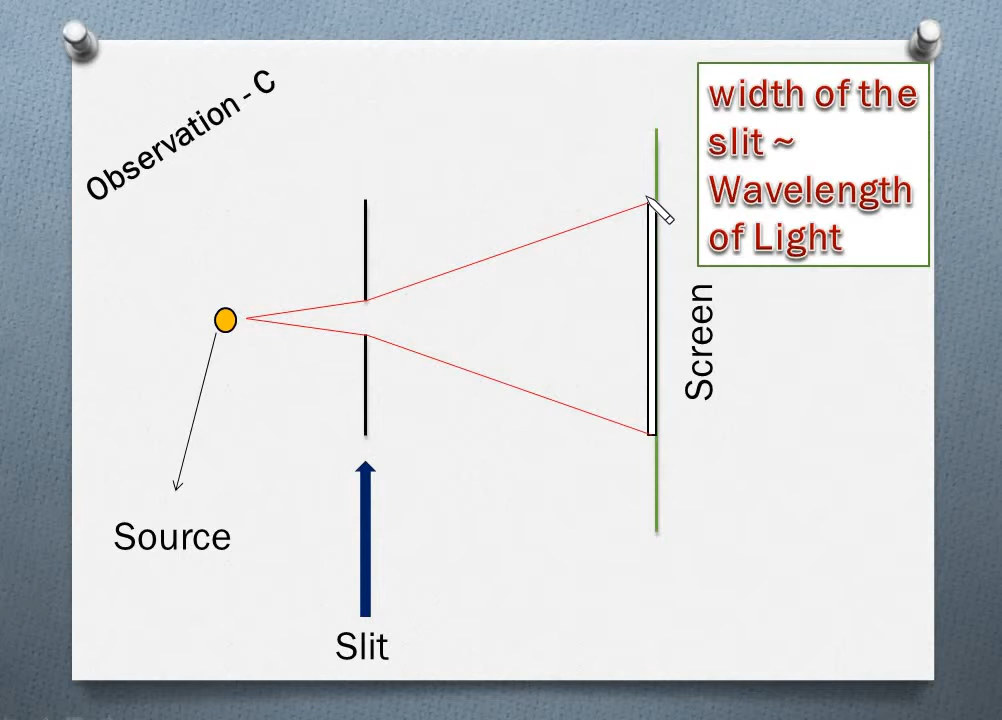 Observation - C
width of the
slit ~
Wavelength
of Light
Screen
Source
Slit